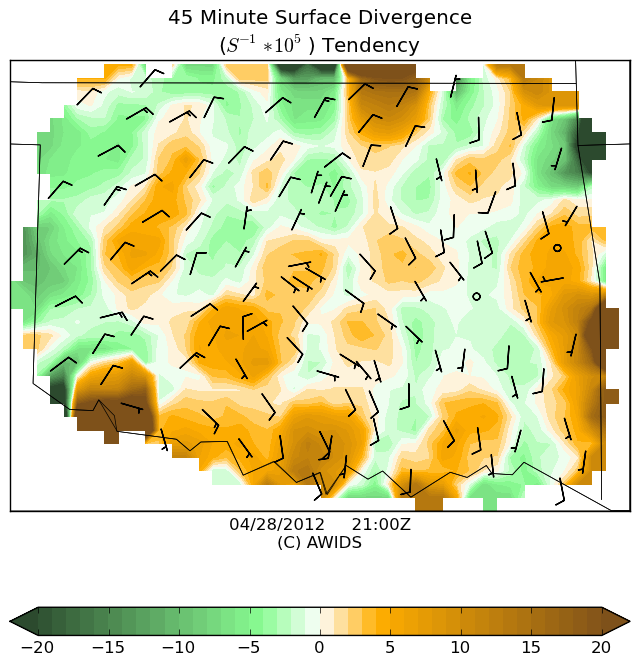 45 Minute Surface Divergence
(S⁻¹ ∗ 10⁵ ) Tendency
04/28/2012 21:00Z
(C) AWIDS
−20 −15 −10 −5 0 5 10 15 20